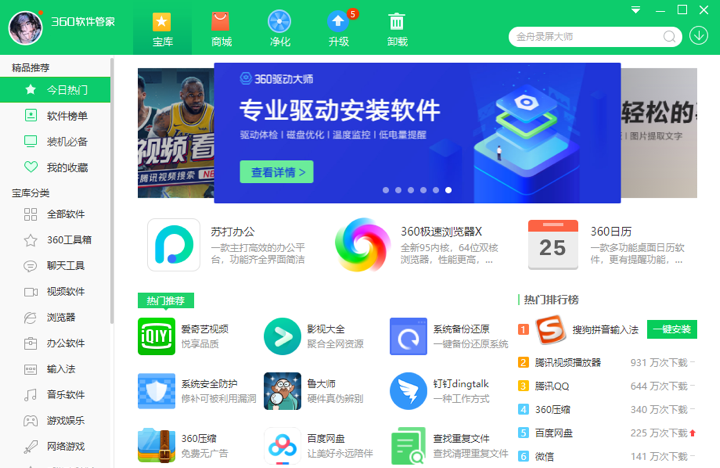 360软件管家
宝库
商城
净化
升级
5
卸载
金舟录屏大师
精品推荐
今日热门
软件榜单
装机必备
我的收藏
宝库分类
全部软件
360工具箱
聊天工具
视频软件
浏览器
办公软件
输入法
音乐软件
游戏娱乐
网络游戏
视频看
腾讯视频搜索
360驱动大师
专业驱动安装软件
驱动体检 | 磁盘优化 | 温度监控 | 低电量提醒
查看详情 >
轻松的
图片提取文字
苏打办公
一款主打高效的办公平
台，功能齐全界面简洁
360极速浏览器X
全新95内核，64位双核
浏览器，性能更高，...
25
360日历
一款多功能桌面日历软
件，更有提醒功能，...
热门推荐
iQIYI
爱奇艺视频
悦享品质
影视大全
聚合全网资源
系统备份还原
一键备份还原系统
系统安全防护
修补可被利用漏洞
鲁大师
硬件真伪辨别
钉钉dingtalk
一种工作方式
360压缩
免费无广告
百度网盘
让美好永远陪伴
查找重复文件
查找清理重复文件
热门排行榜
1 搜狗拼音输入法 一键安装
2 腾讯视频播放器 931 万次下载
3 腾讯QQ 644 万次下载
4 360压缩 340 万次下载
5 百度网盘 225 万次下载
6 微信 141 万次下载